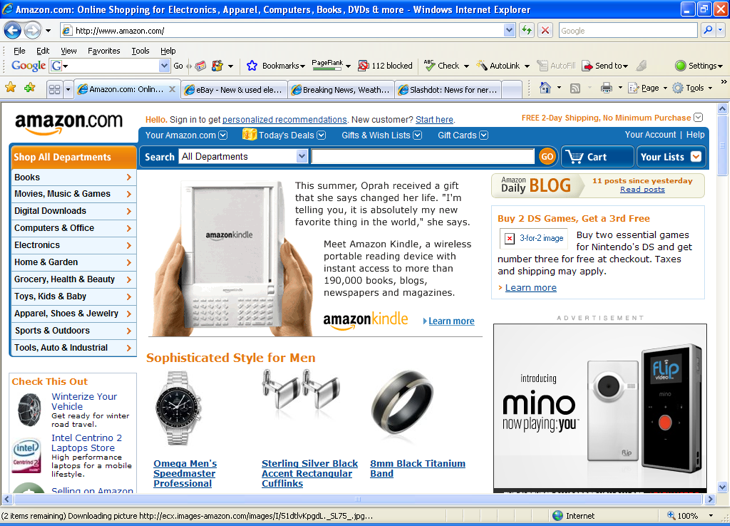 Amazon.com: Online Shopping for Electronics, Apparel, Computers, Books, DVDs & more - Windows Internet Explorer
http://www.amazon.com/
Google
File Edit View Favorites Tools Help
Google G Go Bookmarks PageRank 112 blocked ABC Check AutoLink AutoFill Send to Settings
Amazon.com: Onlin... eBay - New & used ele... Breaking News, Weath... Slashdot: News for ner... Page Tools
amazon.com
Hello. Sign in to get personalized recommendations. New customer? Start here.
FREE 2-Day Shipping, No Minimum Purchase
Your Amazon.com Today's Deals Gifts & Wish Lists Gift Cards Your Account | Help
Shop All Departments
Search All Departments GO Cart Your Lists
Books
Movies, Music & Games
Digital Downloads
Computers & Office
Electronics
Home & Garden
Grocery, Health & Beauty
Toys, Kids & Baby
Apparel, Shoes & Jewelry
Sports & Outdoors
Tools, Auto & Industrial
Check This Out
Winterize Your
Vehicle
Get ready for winter
road travel.
intel
Centrino
Intel Centrino 2
Laptops Store
High performance
laptops for a mobile
lifestyle.
Selling on Amazon
amazonkindle
This summer, Oprah received a gift
that she says changed her life. "I'm
telling you, it is absolutely my new
favorite thing in the world," she says.
Meet Amazon Kindle, a wireless
portable reading device with
instant access to more than
190,000 books, blogs,
newspapers and magazines.
amazonkindle Learn more
Sophisticated Style for Men
Omega Men's
Speedmaster
Professional
Sterling Silver Black
Accent Rectangular
Cufflinks
8mm Black Titanium
Band
Amazon
Daily BLOG
11 posts since yesterday
Read posts
Buy 2 DS Games, Get a 3rd Free
3-for-2 image
Buy two essential games
for Nintendo's DS and get
number three for free at checkout. Taxes
and shipping may apply.
Learn more
ADVERTISEMENT
introducing
mino
now playing: you™
flip
flip
video
mino
(2 items remaining) Downloading picture http://ecx.images-amazon.com/images/I/51dtlvKpgdL._SL75_.jpg...
Internet
100%